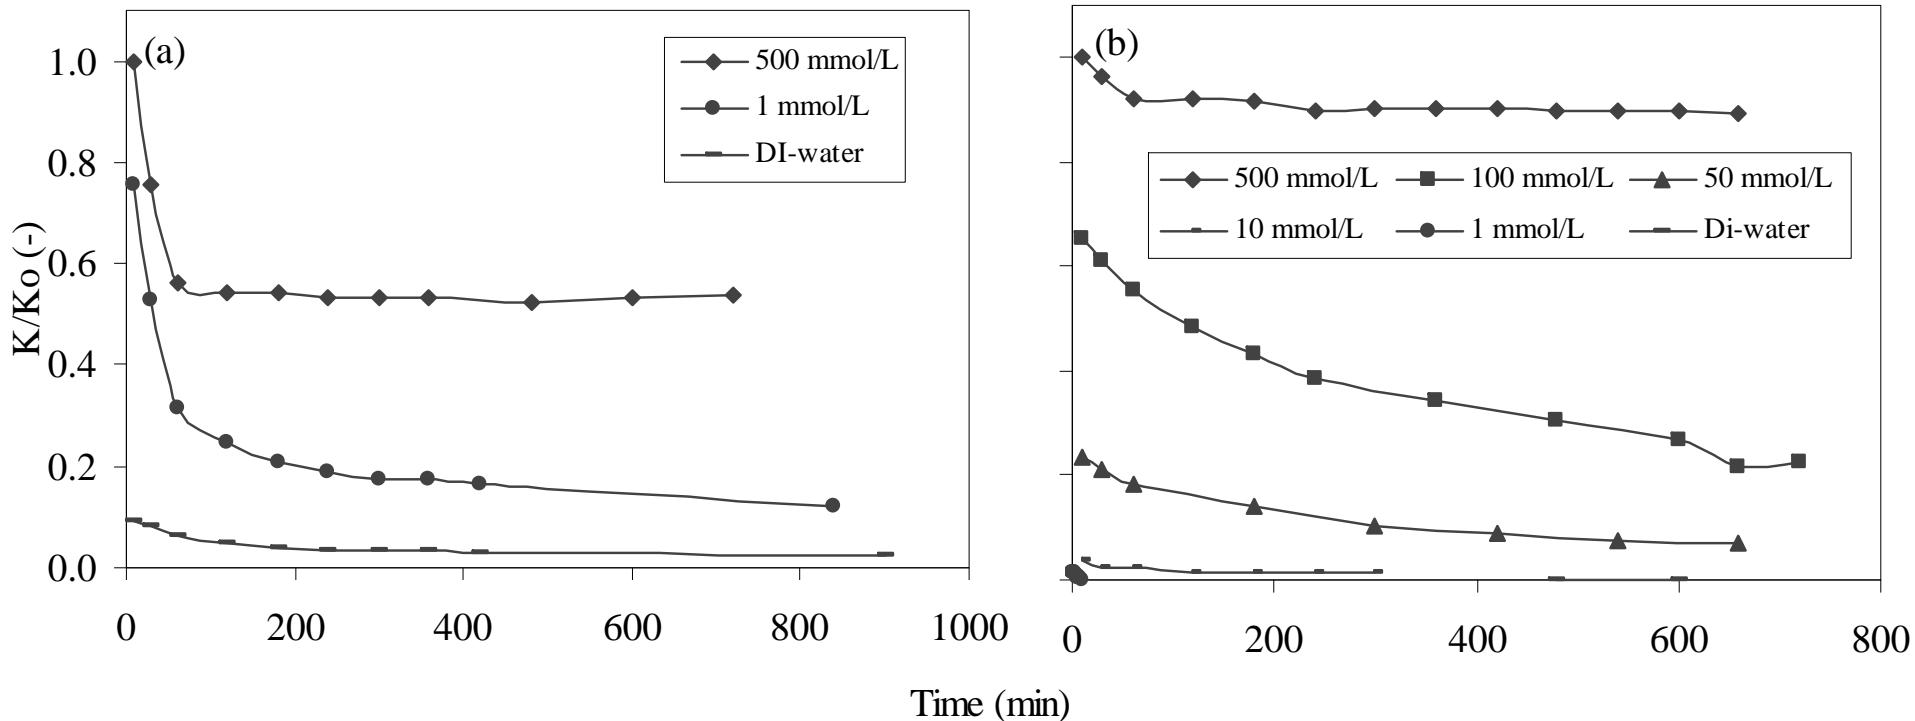 (a)
500 mmol/L
1 mmol/L
DI-water
K/Ko (-)
1.0
0.8
0.6
0.4
0.2
0.0
0 200 400 600 800 1000
(b)
500 mmol/L 100 mmol/L 50 mmol/L
10 mmol/L 1 mmol/L Di-water
0 200 400 600 800
Time (min)